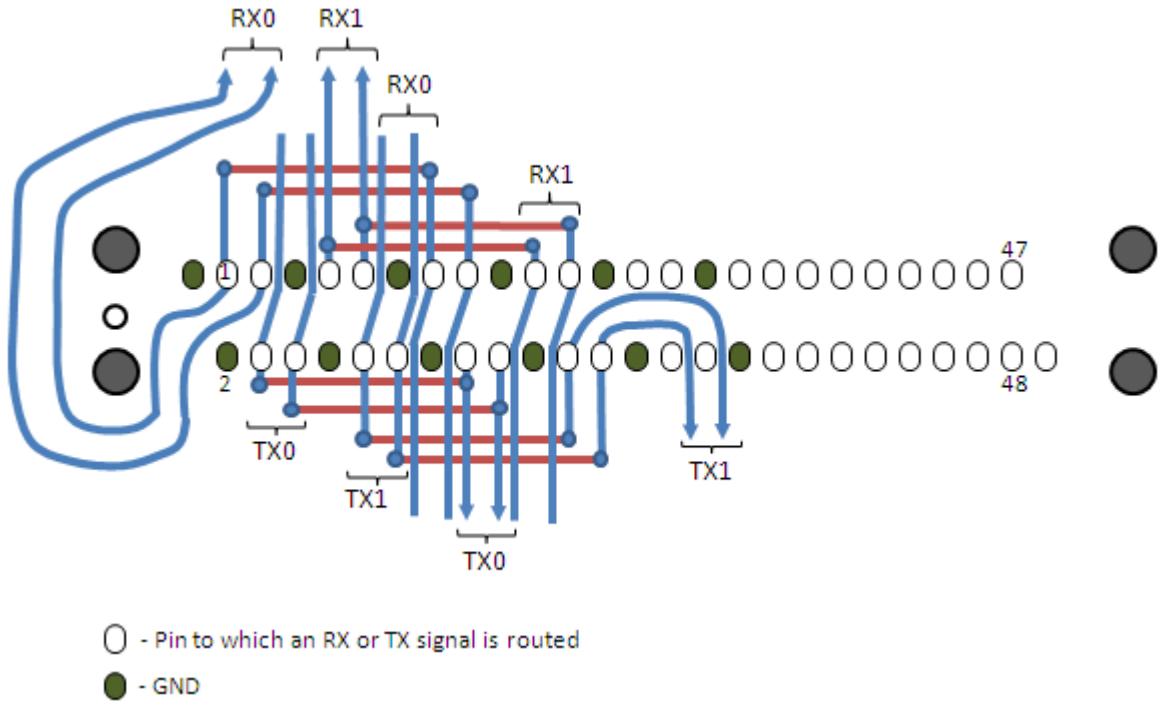 RX0
RX1
RX0
RX1
1
47
2
48
TX0
TX1
TX1
TX0
- Pin to which an RX or TX signal is routed
- GND